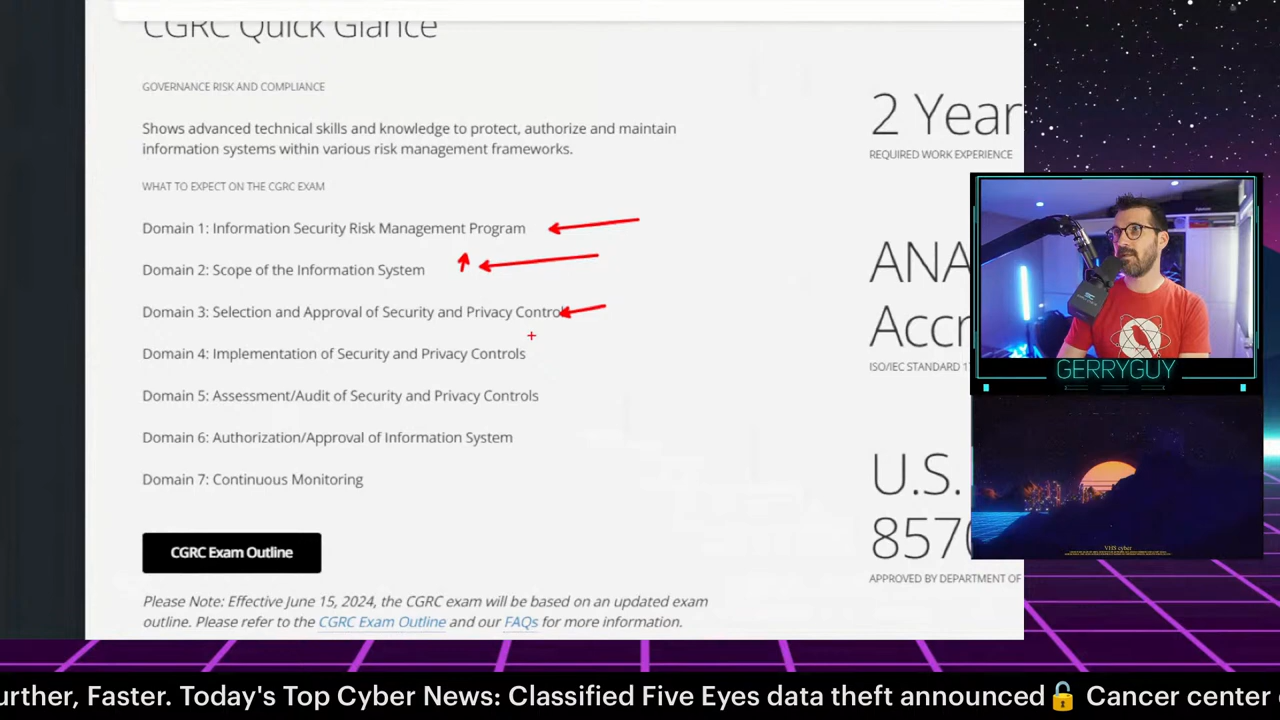 CGRC Quick Glance
GOVERNANCE RISK AND COMPLIANCE
Shows advanced technical skills and knowledge to protect, authorize and maintain
information systems within various risk management frameworks.
WHAT TO EXPECT ON THE CGRC EXAM
Domain 1: Information Security Risk Management Program
Domain 2: Scope of the Information System
Domain 3: Selection and Approval of Security and Privacy Control
Domain 4: Implementation of Security and Privacy Controls
Domain 5: Assessment/Audit of Security and Privacy Controls
Domain 6: Authorization/Approval of Information System
Domain 7: Continuous Monitoring
CGRC Exam Outline
Please Note: Effective June 15, 2024, the CGRC exam will be based on an updated exam
outline. Please refer to the CGRC Exam Outline and our FAQs for more information.
2 Year
REQUIRED WORK EXPERIENCE
ANA
Accr
ISO/IEC STANDARD 1
U.S.
857
APPROVED BY DEPARTMENT OF
GERRYGUY
VHS cyber
urther, Faster. Today's Top Cyber News: Classified Five Eyes data theft announced🔓 Cancer center